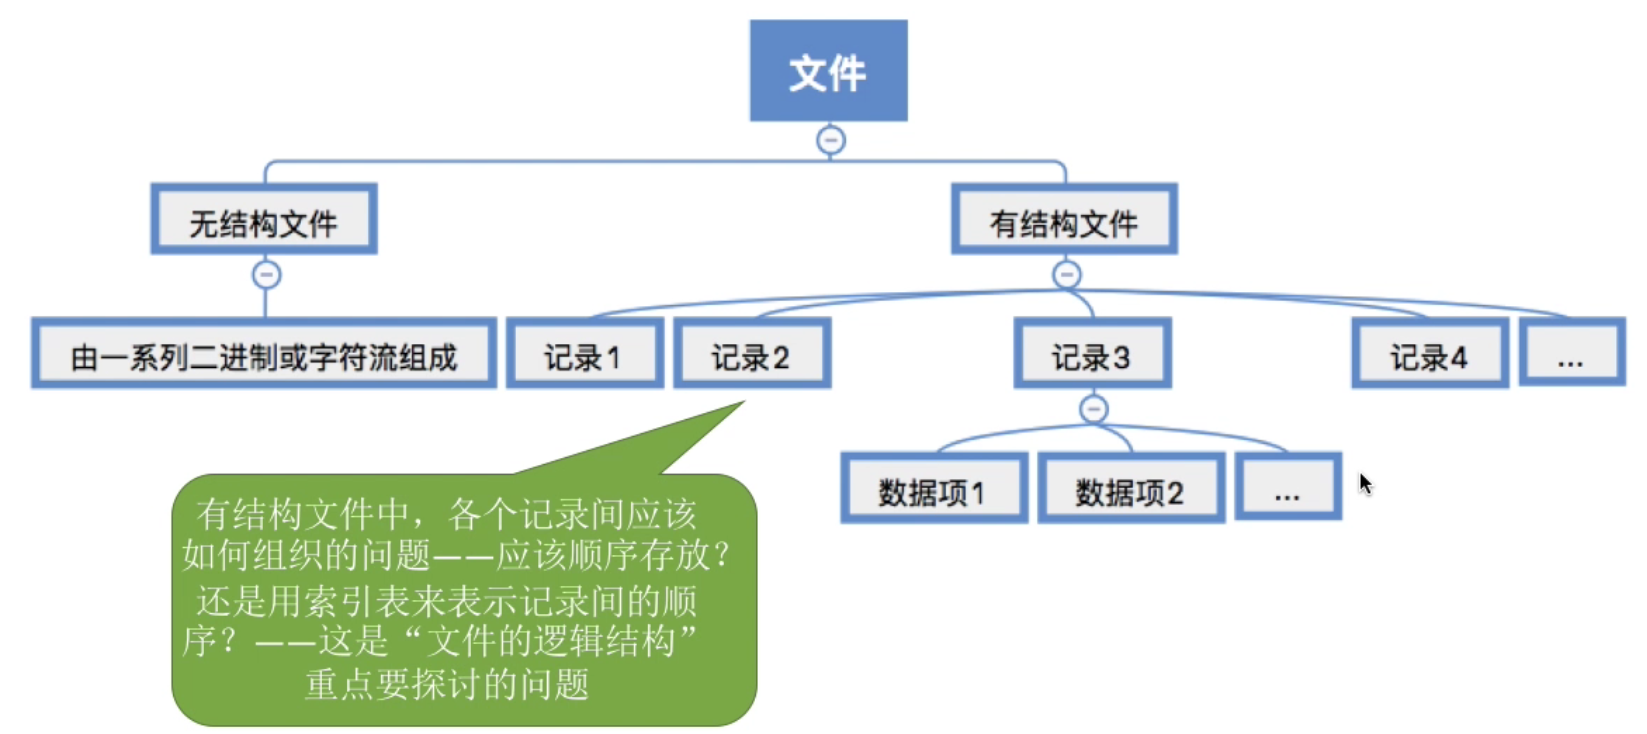 文件
无结构文件
有结构文件
由一系列二进制或字符流组成
记录1
记录2
记录3
记录4
...
数据项1
数据项2
...
有结构文件中，各个记录间应该
如何组织的问题——应该顺序存放？
还是用索引表来表示记录间的顺
序？——这是“文件的逻辑结构”
重点要探讨的问题